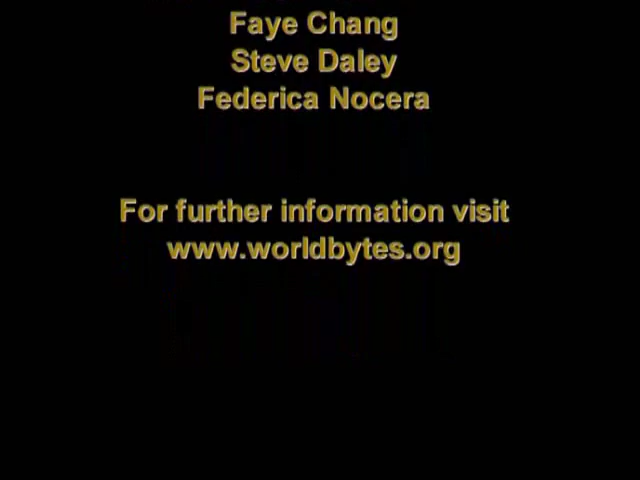 Faye Chang
Steve Daley
Federica Nocera
For further information visit
www.worldbytes.org